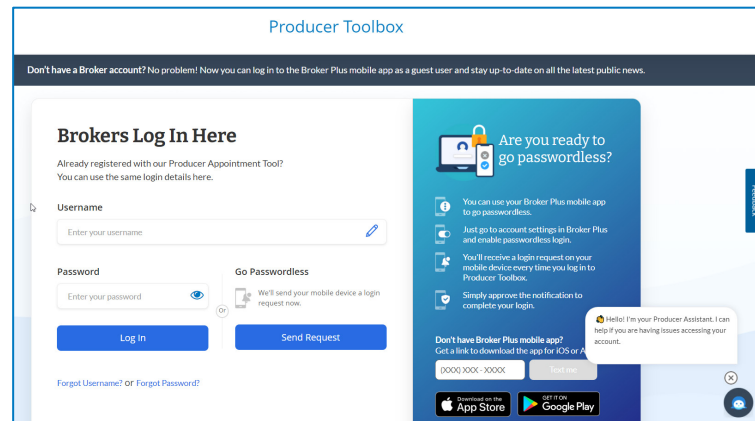 Producer Toolbox
Don't have a Broker account? No problem! Now you can log in to the Broker Plus mobile app as a guest user and stay up-to-date on all the latest public news.
Brokers Log In Here
Already registered with our Producer Appointment Tool?
You can use the same login details here.
Username
Enter your username
Password
Enter your password
Log In
Or
Go Passwordless
We'll send your mobile device a login
request now.
Send Request
Forgot Username? or Forgot Password?
Are you ready to
go passwordless?
You can use your Broker Plus mobile app
to go passwordless.
Just go to account settings in Broker Plus
and enable passwordless login.
You'll receive a login request on your
mobile device every time you log in to
Producer Toolbox.
Simply approve the notification to
complete your login.
Don't have Broker Plus mobile app?
Get a link to download the app for iOS or
(XXX) XXX - XXXX
Text me
Download on the
App Store
GET IT ON
Google Play
Feedback
Hello! I'm your Producer Assistant. I can
help if you are having issues accessing your
account.